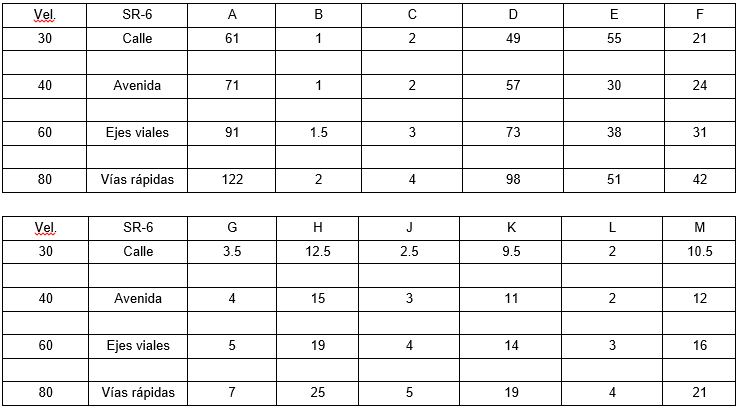 Vel. SR-6 A B C D E F
30 Calle 61 1 2 49 55 21
40 Avenida 71 1 2 57 30 24
60 Ejes viales 91 1.5 3 73 38 31
80 Vías rápidas 122 2 4 98 51 42
Vel. SR-6 G H J K L M
30 Calle 3.5 12.5 2.5 9.5 2 10.5
40 Avenida 4 15 3 11 2 12
60 Ejes viales 5 19 4 14 3 16
80 Vías rápidas 7 25 5 19 4 21